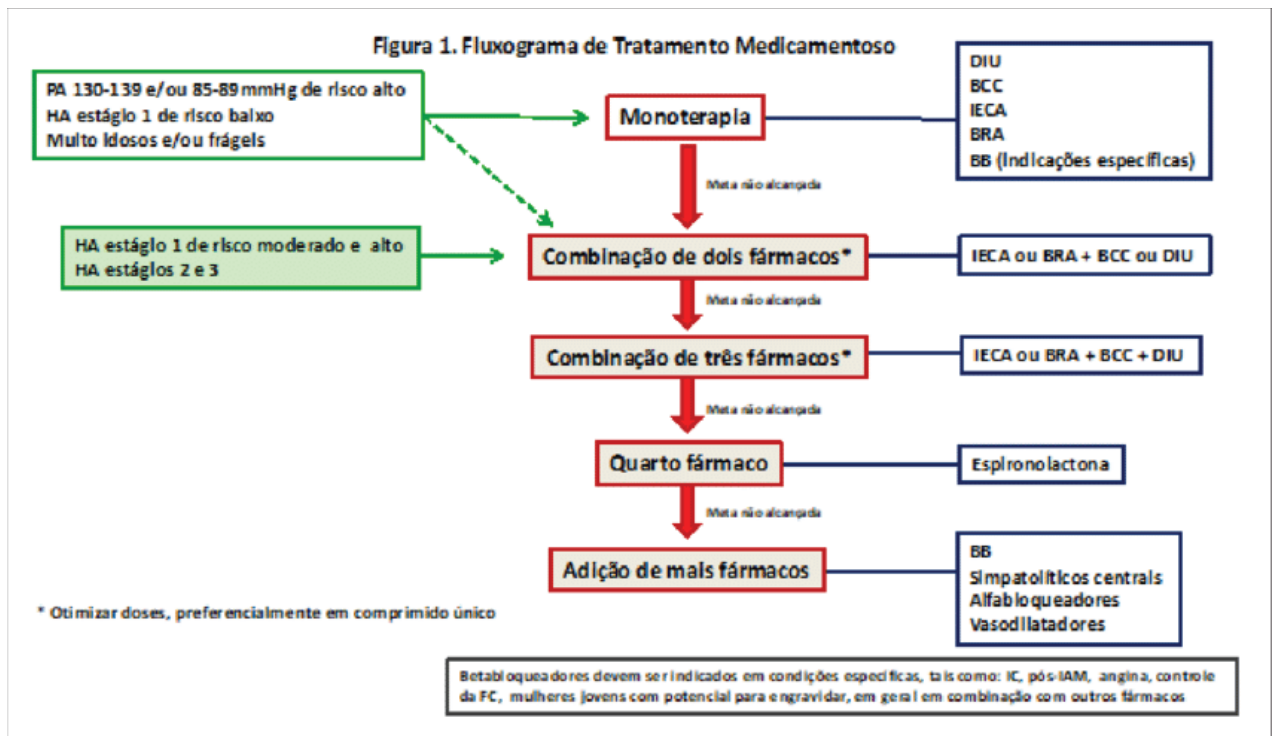 Figura 1. Fluxograma de Tratamento Medicamentoso
PA 130-139 e/ou 85-89 mmHg de risco alto
HA estágio 1 de risco baixo
Muito idosos e/ou frágeis
Monoterapia
DIU
BCC
IECA
BRA
BB (indicações específicas)
Meta não alcançada
HA estágio 1 de risco moderado e alto
HA estágios 2 e 3
Combinação de dois fármacos*
IECA ou BRA + BCC ou DIU
Meta não alcançada
Combinação de três fármacos*
IECA ou BRA + BCC + DIU
Meta não alcançada
Quarto fármaco
Espironolactona
Meta não alcançada
Adição de mais fármacos
BB
Simpatolíticos centrais
Alfabloqueadores
Vasodilatadores
* Otimizar doses, preferencialmente em comprimido único
Betabloqueadores devem ser indicados em condições específicas, tais como: IC, pós-IAM, angina, controle
da FC, mulheres jovens com potencial para engravidar, em geral em combinação com outros fármacos